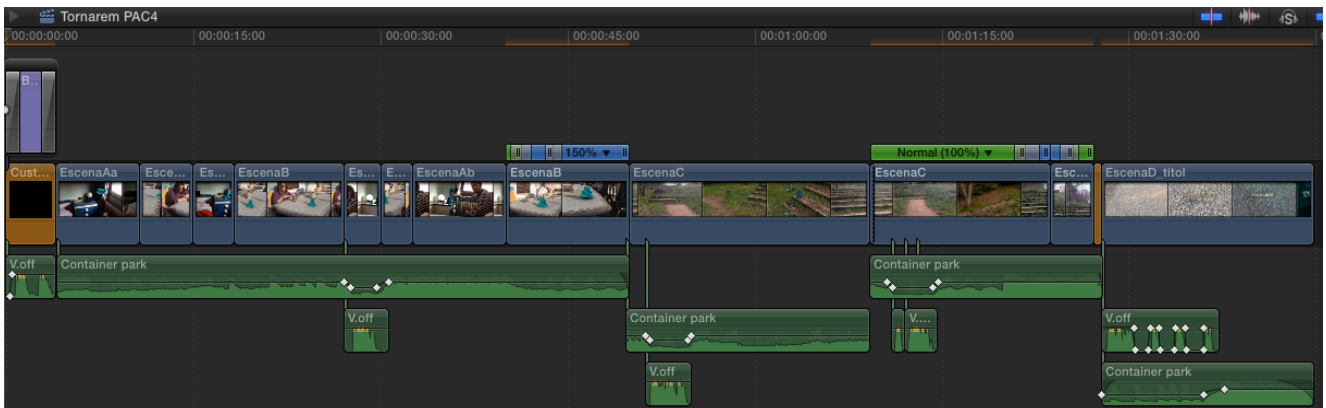 Tornarem PAC4
00:00:00:00 00:00:15:00 00:00:30:00 00:00:45:00 00:01:00:00 00:01:15:00 00:01:30:00
B...
150% Normal (100%)
Cust... EscenaAa Esce... Es... EscenaB Es... E... EscenaAb EscenaB EscenaC EscenaC Esc... EscenaD_titol
V.off Container park Container park
V.off Container park V.... V.off
V.off Container park